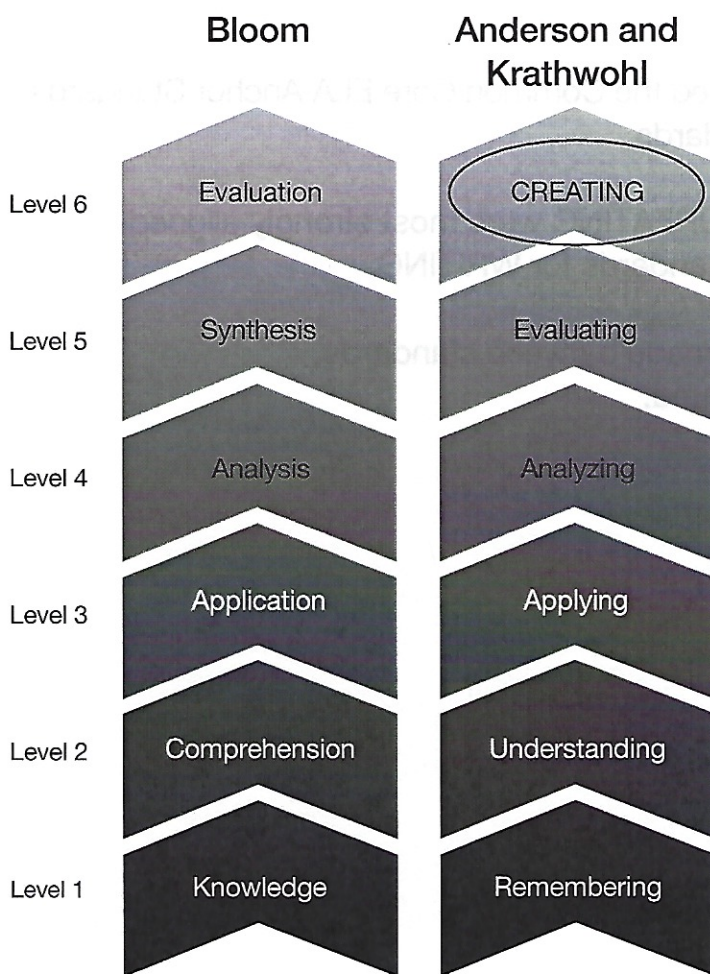 Bloom
Anderson and
Krathwohl
Level 6
Evaluation
CREATING
Level 5
Synthesis
Evaluating
Level 4
Analysis
Analyzing
Level 3
Application
Applying
Level 2
Comprehension
Understanding
Level 1
Knowledge
Remembering